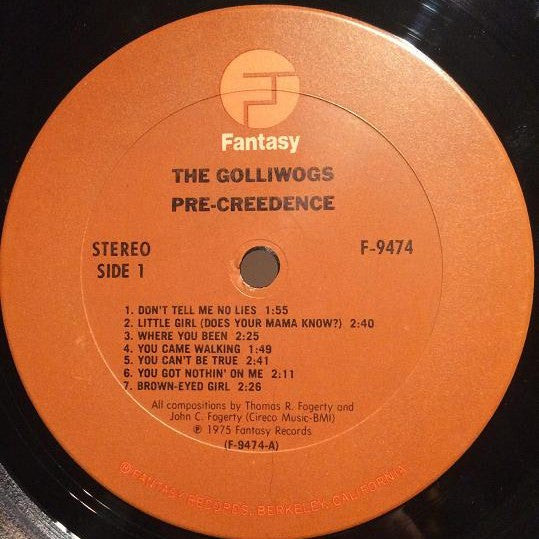 Fantasy
THE GOLLIWOGS
PRE-CREEDENCE
STEREO
SIDE 1
F-9474
1. DON'T TELL ME NO LIES 1:55
2. LITTLE GIRL (DOES YOUR MAMA KNOW?) 2:40
3. WHERE YOU BEEN 2:25
4. YOU CAME WALKING 1:49
5. YOU CAN'T BE TRUE 2:41
6. YOU GOT NOTHIN' ON ME 2:11
7. BROWN-EYED GIRL 2:26
All compositions by Thomas R. Fogerty and
John C. Fogerty (Cireco Music-BMI)
℗ 1975 Fantasy Records
(F-9474-A)
℗ FANTASY RECORDS, BERKELEY, CALIFORNIA